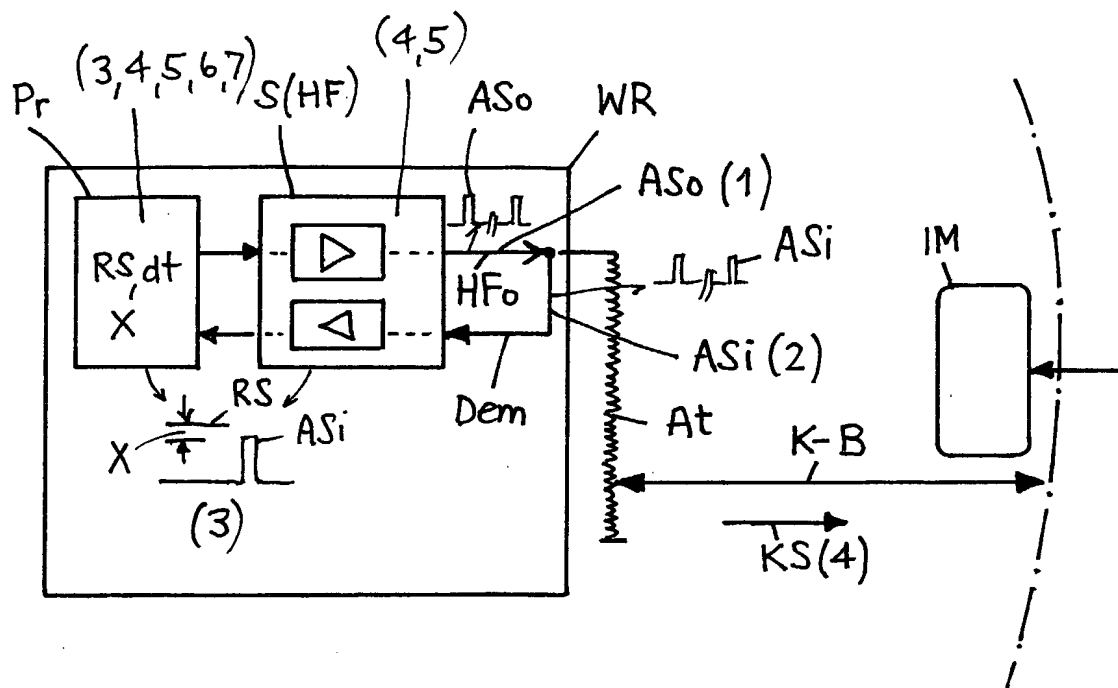 (4,5)
(3,4,5,6,7)
Pr
S(HF)
ASo
WR
ASo (1)
ASi
IM
RS, dt
X
HFo
ASi (2)
RS
Dem
At
X
ASi
K-B
(3)
KS(4)